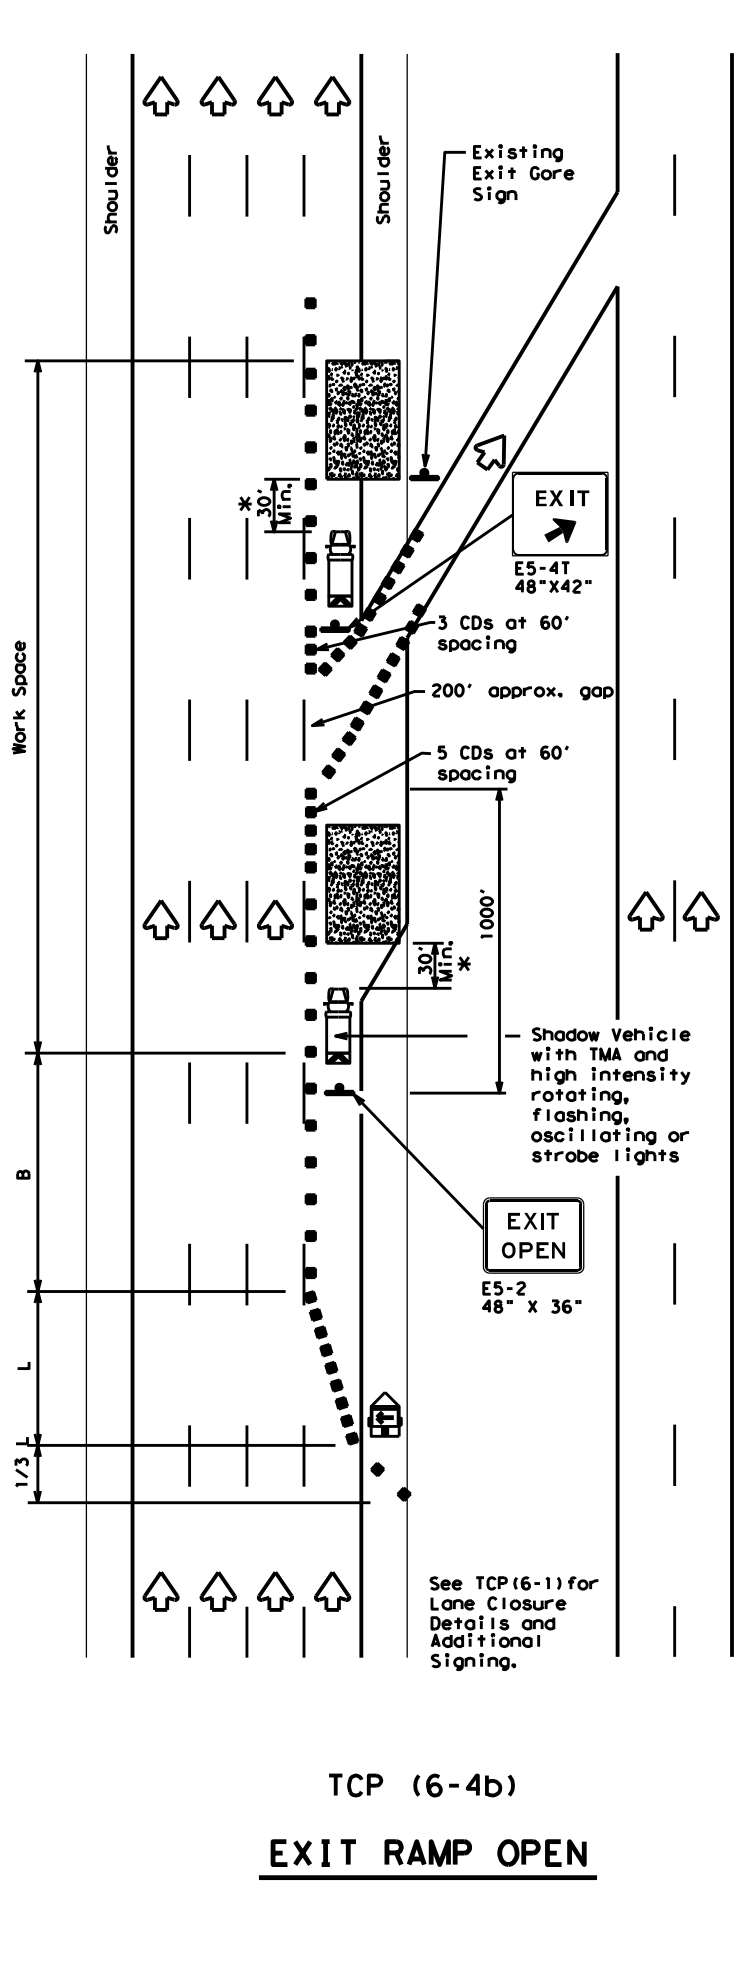 Shoulder
Shoulder
Existing
Exit Gore
Sign
*
30'
Min.
EXIT
E5-4T
48"X42"
3 CDs at 60'
spacing
Work Space
200' approx. gap
5 CDs at 60'
spacing
1000'
30'
Min.
*
Shadow Vehicle
with TMA and
high intensity
rotating,
flashing,
oscillating or
strobe lights
B
EXIT
OPEN
E5-2
48" X 36"
L
1/3 L
See TCP(6-1)for
Lane Closure
Details and
Additional
Signing.
TCP (6-4b)
EXIT RAMP OPEN